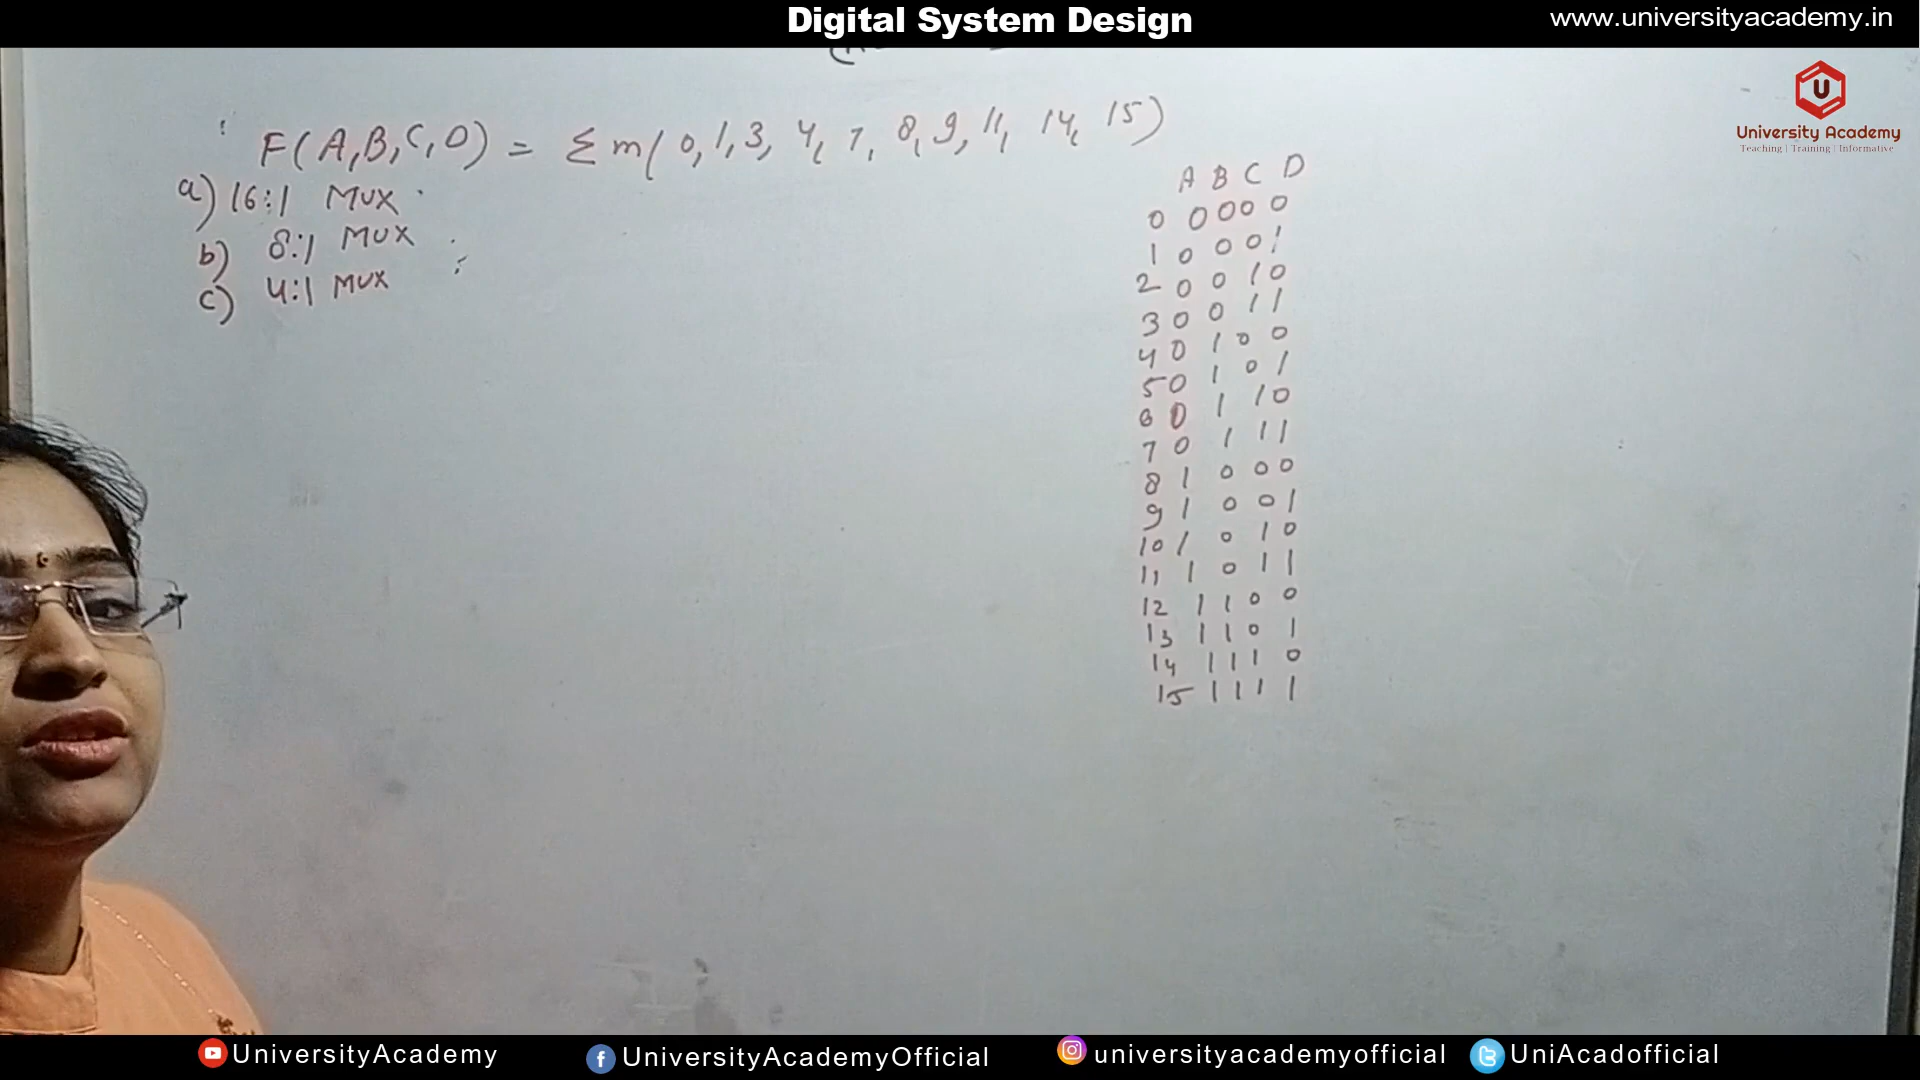 Digital System Design
www.universityacademy.in
U
University Academy
Teaching | Training | Informative
F(A,B,C,D) = Σm(0,1,3,4,7,8,9,11,14,15)
a) 16:1 MUX
b) 8:1 MUX
c) 4:1 MUX
A B C D
0 0 0 0 0
1 0 0 0 1
2 0 0 1 0
3 0 0 1 1
4 0 1 0 0
5 0 1 0 1
6 0 1 1 0
7 0 1 1 1
8 1 0 0 0
9 1 0 0 1
10 1 0 1 0
11 1 0 1 1
12 1 1 0 0
13 1 1 0 1
14 1 1 1 0
15 1 1 1 1
UniversityAcademy
UniversityAcademyOfficial
universityacademyofficial
UniAcadofficial